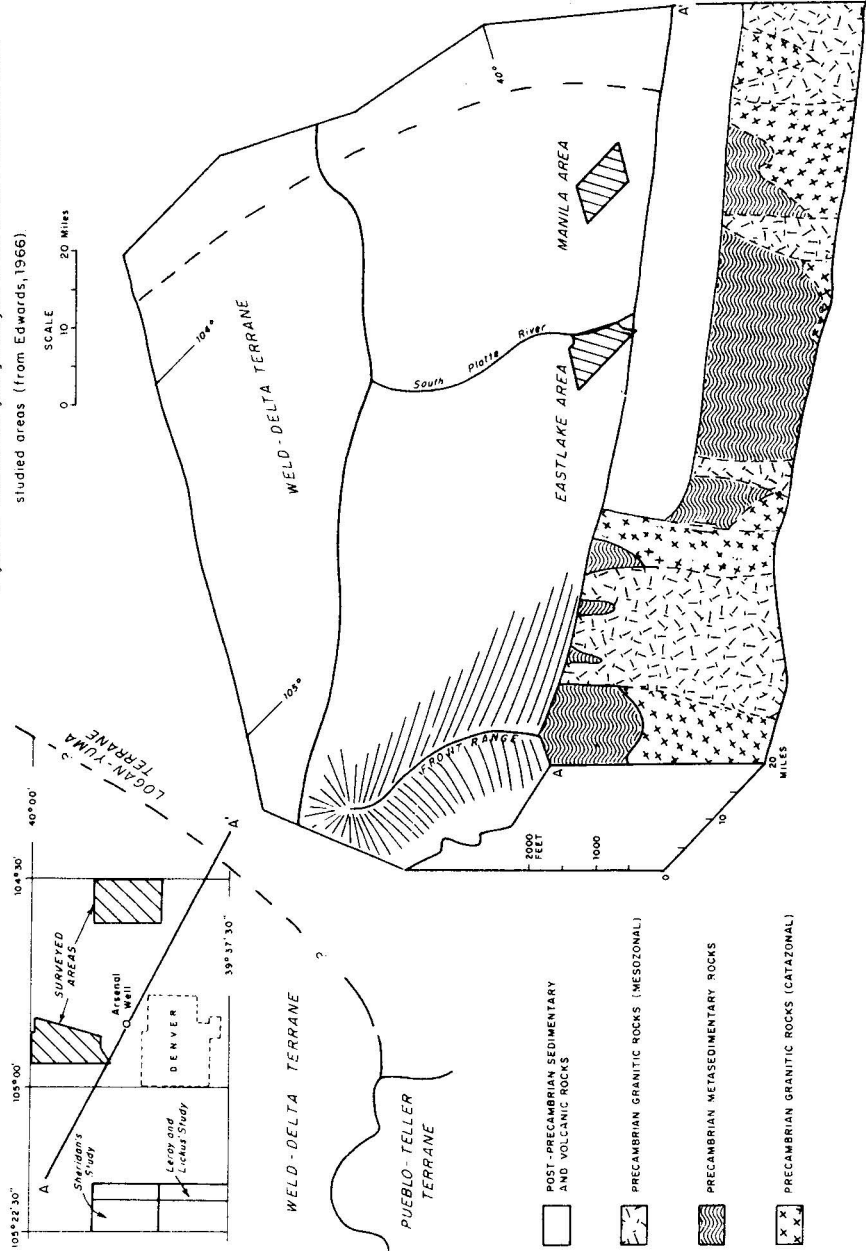 studied areas (from Edwards, 1966)
SCALE
0 10 20 Miles
105°22'30"
105°00'
104°30'
40°00'
39°37'30"
SURVEYED
AREAS
Arsenal
Well
DENVER
Sheridan's
Study
Leroy and
Lickus' Study
A
A'
LOGAN-YUMA
TERRANE
?
?
WELD-DELTA TERRANE
PUEBLO-TELLER
TERRANE
105°
104°
40°
WELD-DELTA TERRANE
South Platte River
FRONT RANGE
EASTLAKE AREA
MANILA AREA
A
A'
2000
FEET
1000
0
10
20
MILES
POST-PRECAMBRIAN SEDIMENTARY
AND VOLCANIC ROCKS
PRECAMBRIAN GRANITIC ROCKS (MESOZONAL)
PRECAMBRIAN METASEDIMENTARY ROCKS
PRECAMBRIAN GRANITIC ROCKS (CATAZONAL)